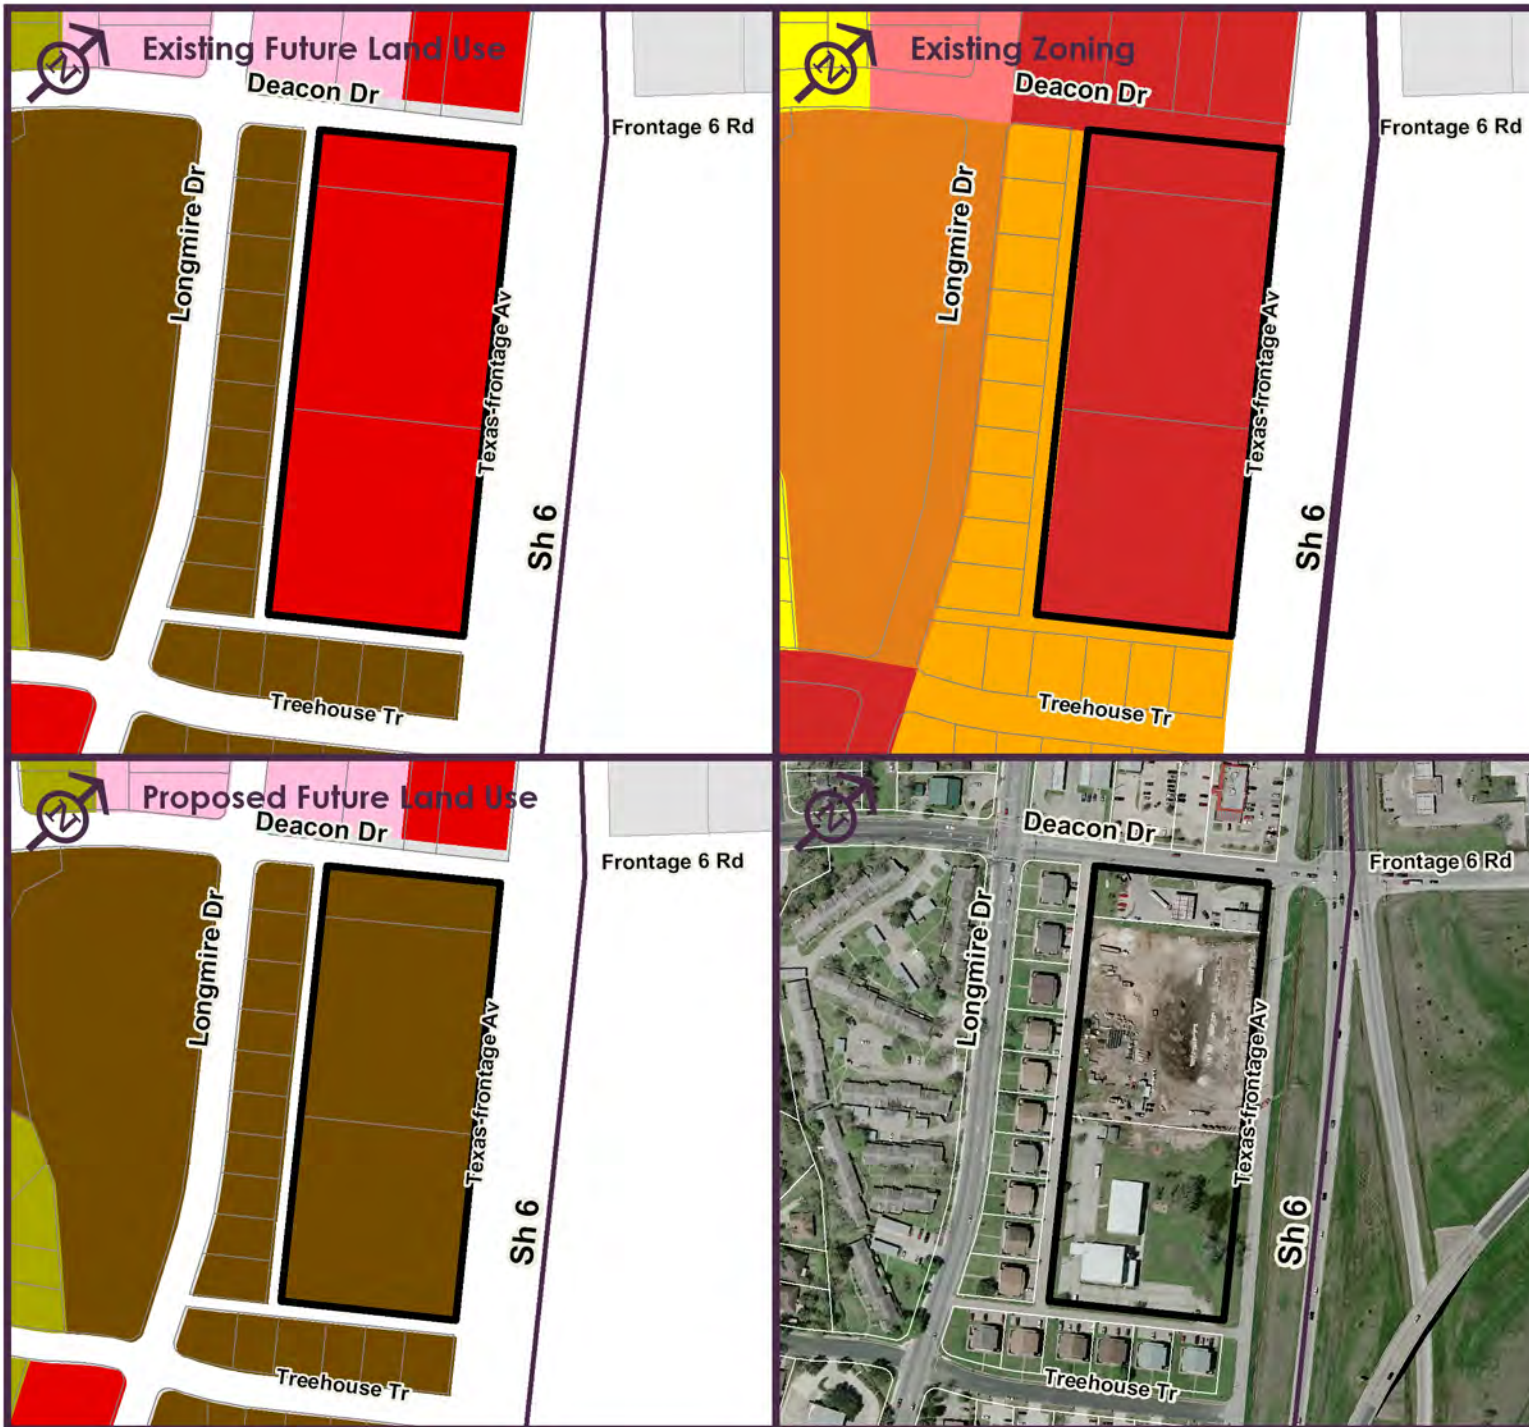 N
Existing Future Land Use
Deacon Dr
Frontage 6 Rd
Longmire Dr
Texas-frontage Av
Sh 6
Treehouse Tr
N
Existing Zoning
Deacon Dr
Frontage 6 Rd
Longmire Dr
Texas-frontage Av
Sh 6
Treehouse Tr
N
Proposed Future Land Use
Deacon Dr
Frontage 6 Rd
Longmire Dr
Texas-frontage Av
Sh 6
Treehouse Tr
N
Deacon Dr
Frontage 6 Rd
Longmire Dr
Texas-frontage Av
Sh 6
Treehouse Tr